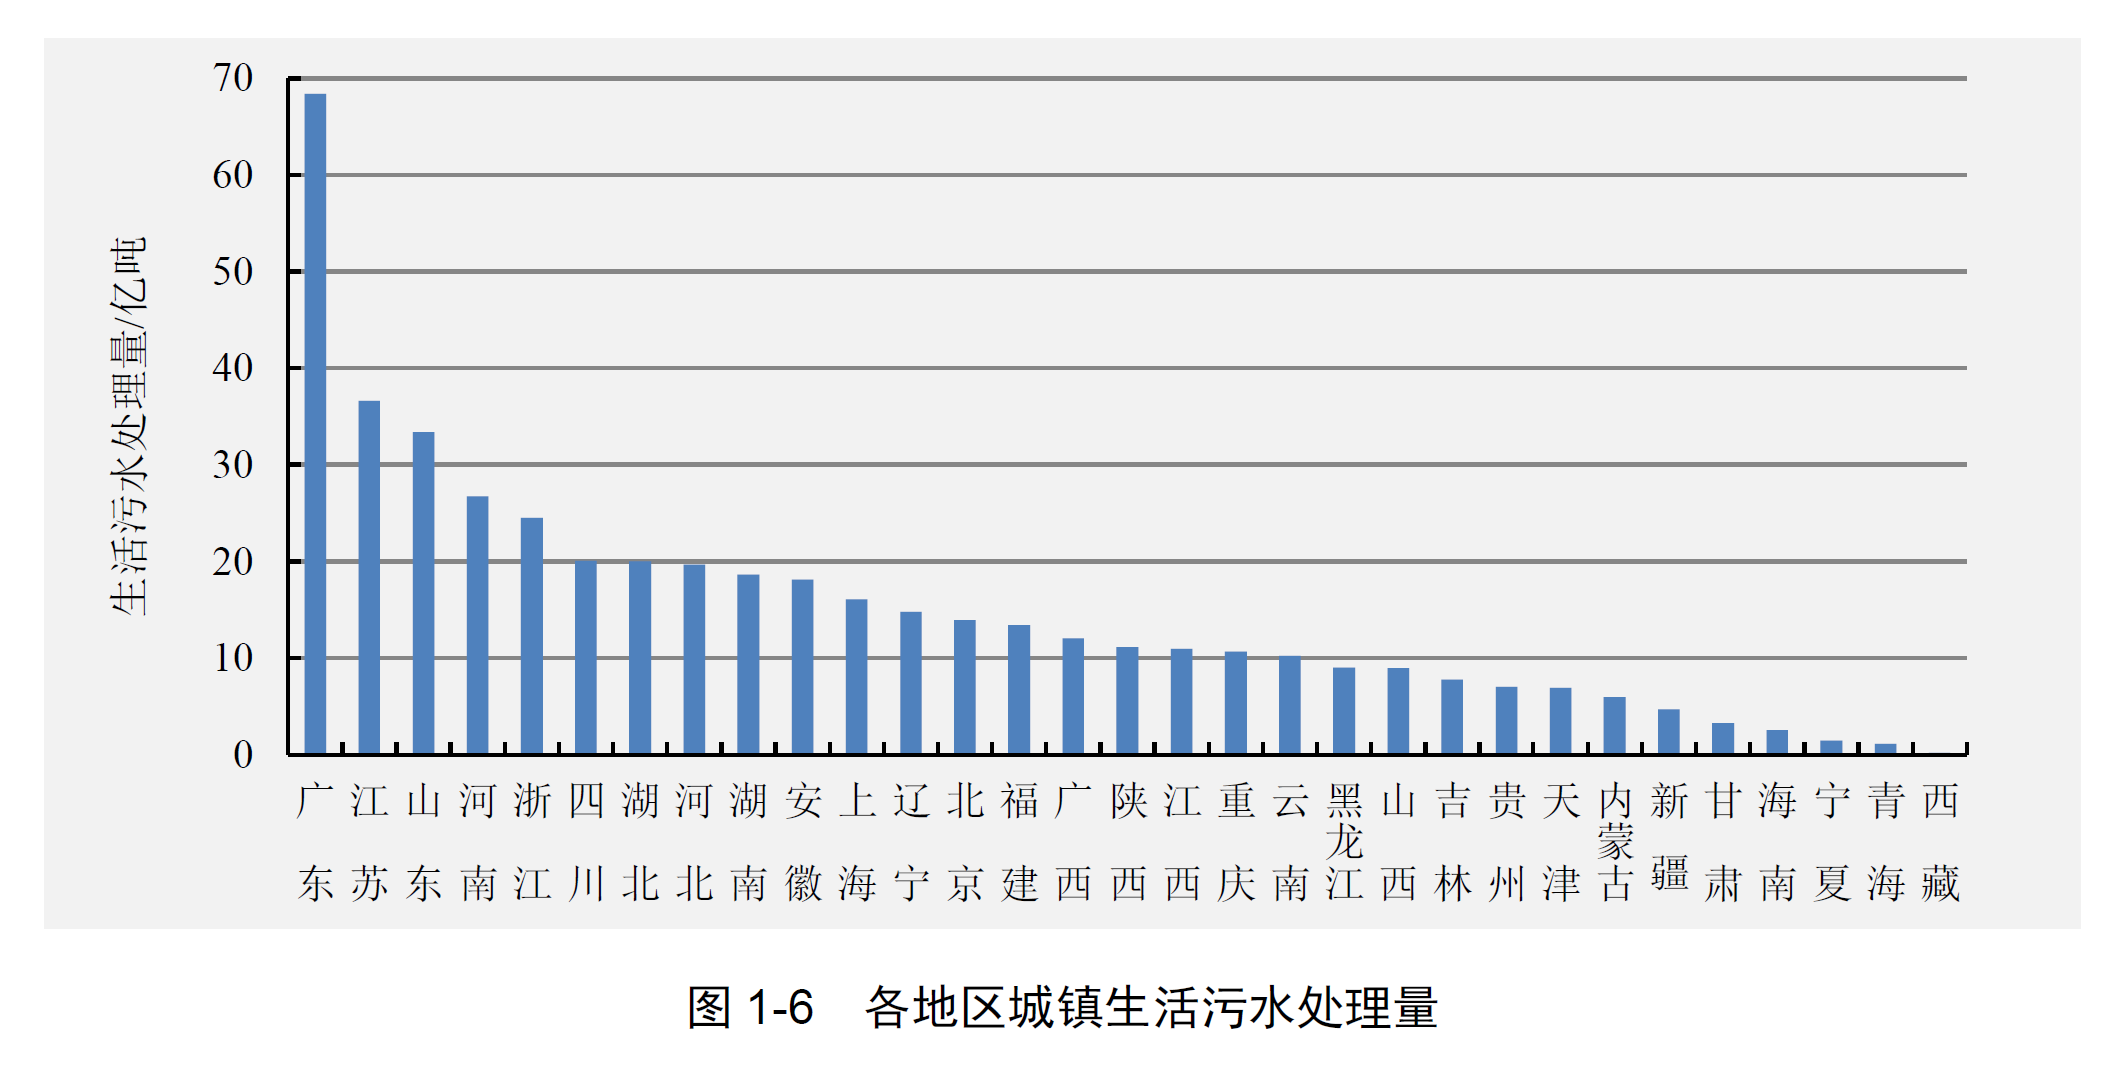 70
60
50
40
30
20
10
0
生活污水处理量/亿吨
广东
江苏
山东
河南
浙江
四川
湖北
河北
湖南
安徽
上海
辽宁
北京
福建
广西
陕西
江西
重庆
云南
黑龙江
山西
吉林
贵州
天津
内蒙古
新疆
甘肃
海南
宁夏
青海
西藏
图 1-6 各地区城镇生活污水处理量